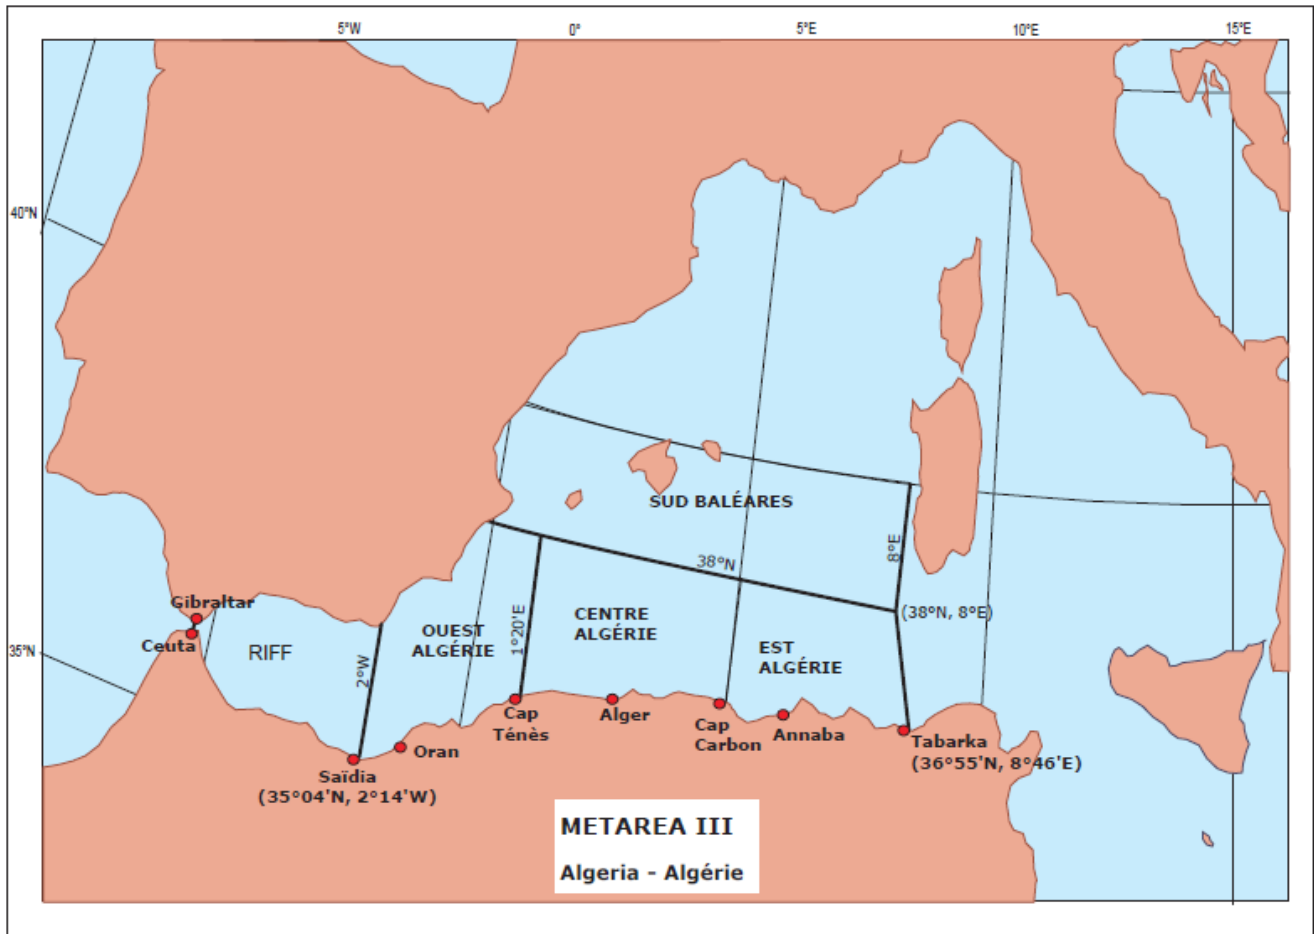 5°W
0°
5°E
10°E
15°E
40°N
35°N
SUD BALÉARES
38°N
8°E
(38°N, 8°E)
Gibraltar
Ceuta
RIFF
2°W
OUEST
ALGÉRIE
1°20'E
CENTRE
ALGÉRIE
EST
ALGÉRIE
Saïdia
(35°04'N, 2°14'W)
Oran
Cap
Ténès
Alger
Cap
Carbon
Annaba
Tabarka
(36°55'N, 8°46'E)
METAREA III
Algeria - Algérie